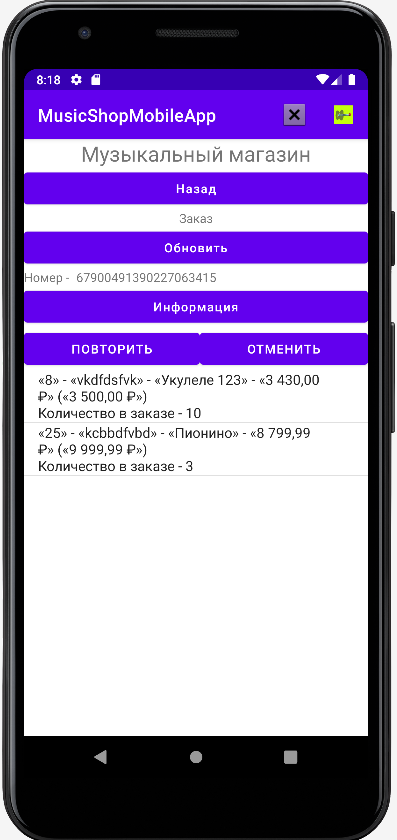 8:18
MusicShopMobileApp
Музыкальный магазин
Назад
Заказ
Обновить
Номер - 67900491390227063415
Информация
ПОВТОРИТЬ ОТМЕНИТЬ
«8» - «vkdfdsfvk» - «Укулеле 123» - «3 430,00
₽» («3 500,00 ₽»)
Количество в заказе - 10
«25» - «kcbbdfvbd» - «Пионино» - «8 799,99
₽» («9 999,99 ₽»)
Количество в заказе - 3